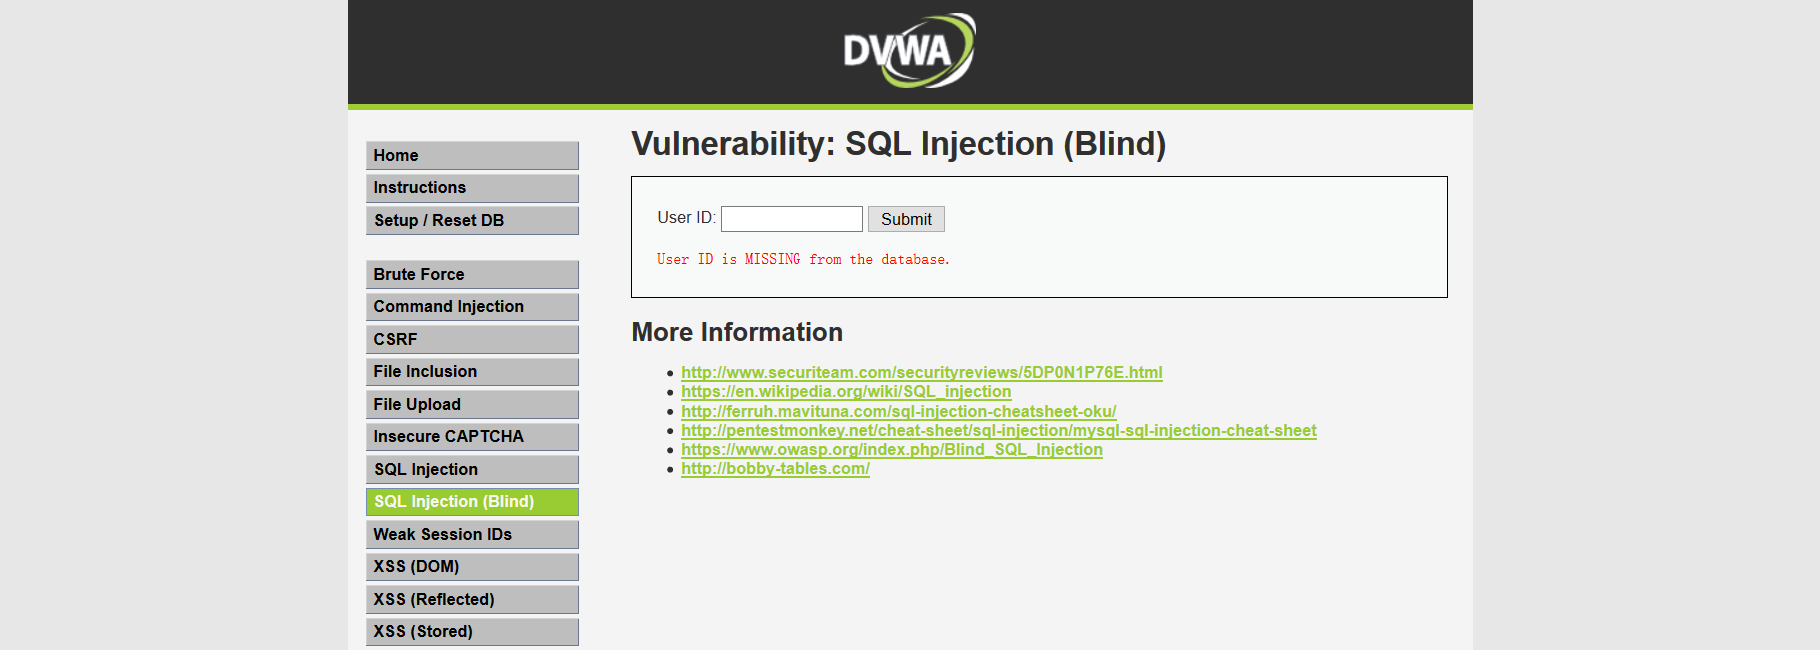 DVWA
Home
Instructions
Setup / Reset DB
Brute Force
Command Injection
CSRF
File Inclusion
File Upload
Insecure CAPTCHA
SQL Injection
SQL Injection (Blind)
Weak Session IDs
XSS (DOM)
XSS (Reflected)
XSS (Stored)
Vulnerability: SQL Injection (Blind)
User ID: Submit
User ID is MISSING from the database.
More Information
http://www.securiteam.com/securityreviews/5DP0N1P76E.html
https://en.wikipedia.org/wiki/SQL_injection
http://ferruh.mavituna.com/sql-injection-cheatsheet-oku/
http://pentestmonkey.net/cheat-sheet/sql-injection/mysql-sql-injection-cheat-sheet
https://www.owasp.org/index.php/Blind_SQL_Injection
http://bobby-tables.com/